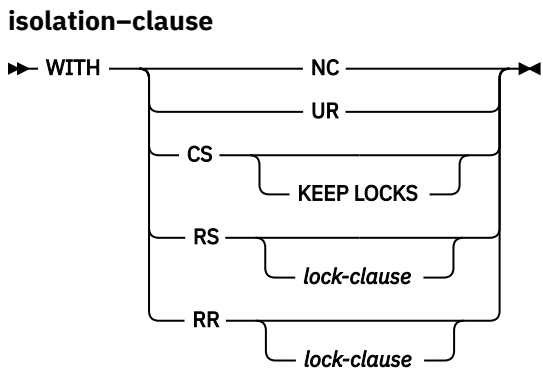 isolation–clause
WITH NC
UR
CS
KEEP LOCKS
RS
lock-clause
RR
lock-clause